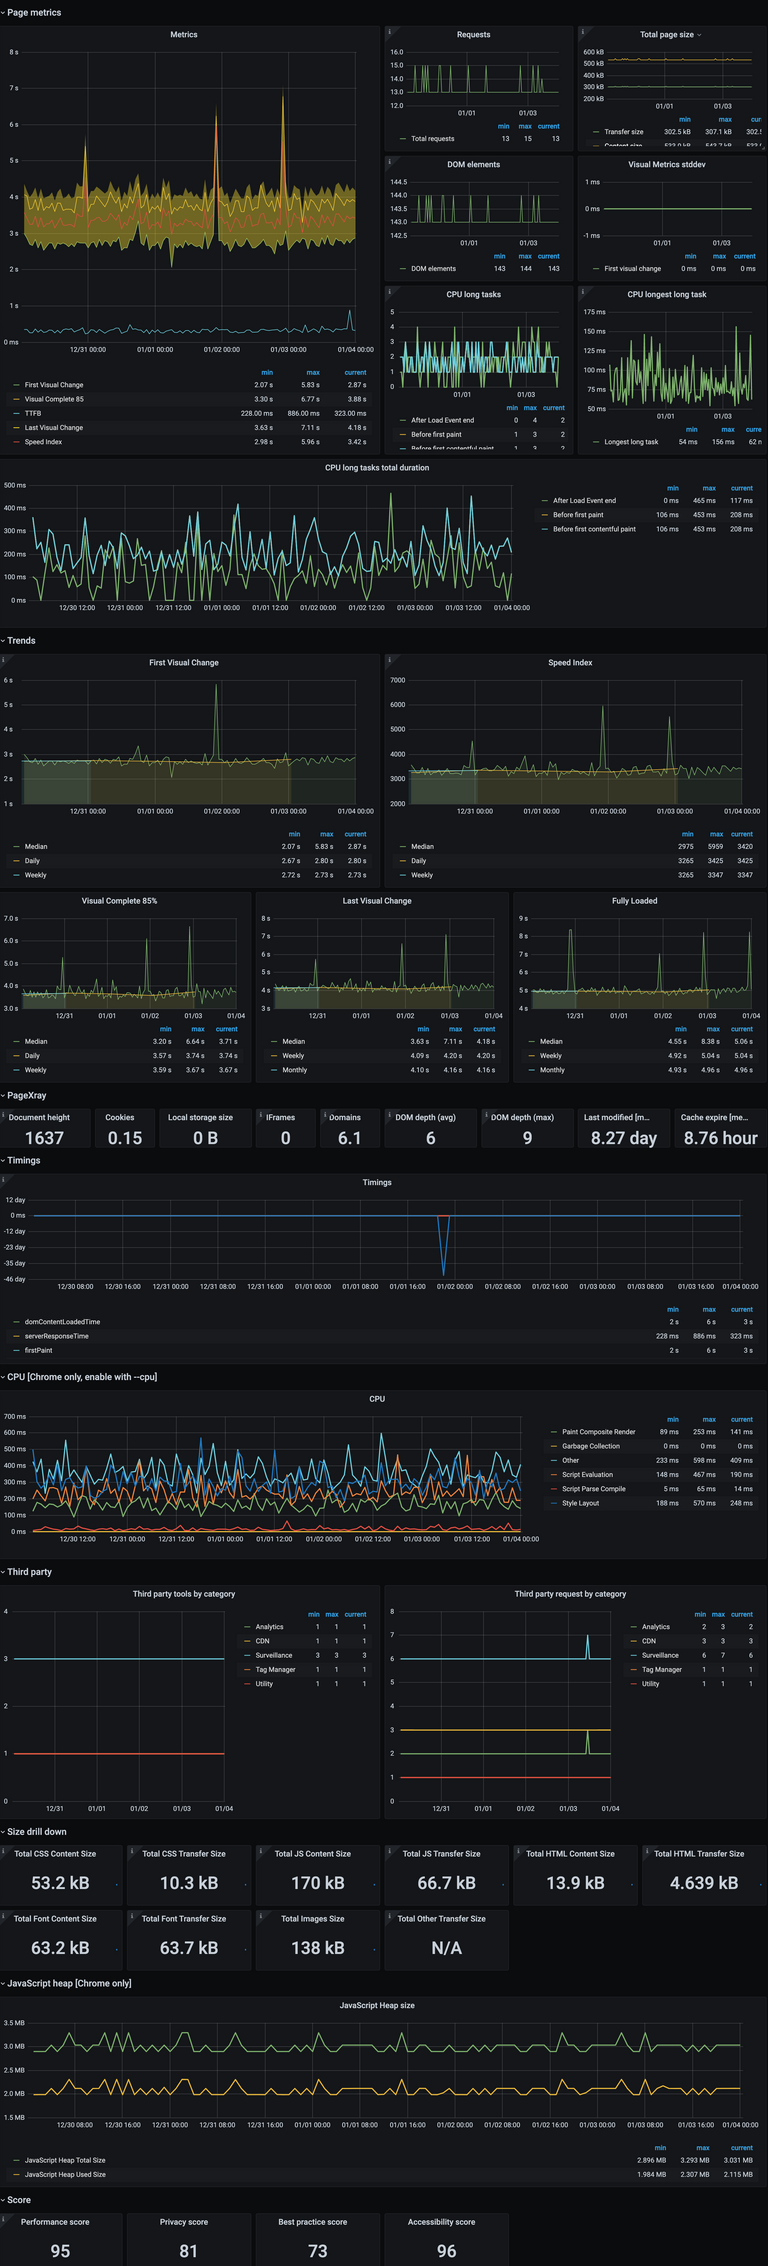 Page metrics
Metrics
8 s
7 s
6 s
5 s
4 s
3 s
2 s
1 s
0 ms
12/31 00:00 01/01 00:00 01/02 00:00 01/03 00:00 01/04 00:00
min max current
First Visual Change 2.07 s 5.83 s 2.87 s
Visual Complete 85 3.30 s 6.77 s 3.88 s
TTFB 228.00 ms 886.00 ms 323.00 ms
Last Visual Change 3.63 s 7.11 s 4.18 s
Speed Index 2.98 s 5.96 s 3.42 s
Requests
16.0
15.0
14.0
13.0
12.0
01/01 01/03
min max current
Total requests 13 15 13
Total page size
600 kB
500 kB
400 kB
300 kB
200 kB
01/01 01/03
min max cur
Transfer size 302.5 kB 307.1 kB 302.!
DOM elements
144.5
144.0
143.5
143.0
142.5
01/01 01/03
min max current
DOM elements 143 144 143
Visual Metrics stddev
1 ms
0 ms
-1 ms
01/01 01/03
min max current
First visual change 0 ms 0 ms 0 ms
CPU long tasks
5
4
3
2
1
0
01/01 01/03
min max current
After Load Event end 0 4 2
Before first paint 1 3 2
Before first contentful paint 1 3 2
CPU longest long task
175 ms
150 ms
125 ms
100 ms
75 ms
50 ms
01/01 01/03
min max curre
Longest long task 54 ms 156 ms 62 n
CPU long tasks total duration
500 ms
400 ms
300 ms
200 ms
100 ms
0 ms
12/30 12:00 12/31 00:00 12/31 12:00 01/01 00:00 01/01 12:00 01/02 00:00 01/02 12:00 01/03 00:00 01/03 12:00 01/04 00:00
min max current
After Load Event end 0 ms 465 ms 117 ms
Before first paint 106 ms 453 ms 208 ms
Before first contentful paint 106 ms 453 ms 208 ms
Trends
First Visual Change
6 s
5 s
4 s
3 s
2 s
1 s
12/31 00:00 01/01 00:00 01/02 00:00 01/03 00:00 01/04 00:00
min max current
Median 2.07 s 5.83 s 2.87 s
Daily 2.67 s 2.80 s 2.80 s
Weekly 2.72 s 2.73 s 2.73 s
Speed Index
7000
6000
5000
4000
3000
2000
12/31 00:00 01/01 00:00 01/02 00:00 01/03 00:00 01/04 00:00
min max current
Median 2975 5959 3420
Daily 3265 3425 3425
Weekly 3265 3347 3347
Visual Complete 85%
7.0 s
6.0 s
5.0 s
4.0 s
3.0 s
12/31 01/01 01/02 01/03 01/04
min max current
Median 3.20 s 6.64 s 3.71 s
Daily 3.57 s 3.74 s 3.74 s
Weekly 3.59 s 3.67 s 3.67 s
Last Visual Change
8 s
7 s
6 s
5 s
4 s
3 s
12/31 01/01 01/02 01/03 01/04
min max current
Median 3.63 s 7.11 s 4.18 s
Weekly 4.09 s 4.20 s 4.20 s
Monthly 4.10 s 4.16 s 4.16 s
Fully Loaded
9 s
8 s
7 s
6 s
5 s
4 s
12/31 01/01 01/02 01/03 01/04
min max current
Median 4.55 s 8.38 s 5.06 s
Weekly 4.92 s 5.04 s 5.04 s
Monthly 4.93 s 4.96 s 4.96 s
PageXray
Document height
1637
Cookies
0.15
Local storage size
0 B
IFrames
0
Domains
6.1
DOM depth (avg)
6
DOM depth (max)
9
Last modified [m...
8.27 day
Cache expire [me...
8.76 hour
Timings
Timings
12 day
0 ms
-12 day
-23 day
-35 day
-46 day
12/30 08:00 12/30 16:00 12/31 00:00 12/31 08:00 12/31 16:00 01/01 00:00 01/01 08:00 01/01 16:00 01/02 00:00 01/02 08:00 01/02 16:00 01/03 00:00 01/03 08:00 01/03 16:00 01/04 00:00
min max current
domContentLoadedTime 2 s 6 s 3 s
serverResponseTime 228 ms 886 ms 323 ms
firstPaint 2 s 6 s 3 s
CPU [Chrome only, enable with --cpu]
CPU
700 ms
600 ms
500 ms
400 ms
300 ms
200 ms
100 ms
0 ms
12/30 12:00 12/31 00:00 12/31 12:00 01/01 00:00 01/01 12:00 01/02 00:00 01/02 12:00 01/03 00:00 01/03 12:00 01/04 00:00
min max current
Paint Composite Render 89 ms 253 ms 141 ms
Garbage Collection 0 ms 0 ms 0 ms
Other 233 ms 598 ms 409 ms
Script Evaluation 148 ms 467 ms 190 ms
Script Parse Compile 5 ms 65 ms 14 ms
Style Layout 188 ms 570 ms 248 ms
Third party
Third party tools by category
4
3
2
1
0
12/31 01/01 01/02 01/03 01/04
min max current
Analytics 1 1 1
CDN 1 1 1
Surveillance 3 3 3
Tag Manager 1 1 1
Utility 1 1 1
Third party request by category
8
7
6
5
4
3
2
1
0
12/31 01/01 01/02 01/03 01/04
min max current
Analytics 2 3 2
CDN 3 3 3
Surveillance 6 7 6
Tag Manager 1 1 1
Utility 1 1 1
Size drill down
Total CSS Content Size
53.2 kB
Total CSS Transfer Size
10.3 kB
Total JS Content Size
170 kB
Total JS Transfer Size
66.7 kB
Total HTML Content Size
13.9 kB
Total HTML Transfer Size
4.639 kB
Total Font Content Size
63.2 kB
Total Font Transfer Size
63.7 kB
Total Images Size
138 kB
Total Other Transfer Size
N/A
JavaScript heap [Chrome only]
JavaScript Heap size
3.5 MB
3.0 MB
2.5 MB
2.0 MB
1.5 MB
12/30 08:00 12/30 16:00 12/31 00:00 12/31 08:00 12/31 16:00 01/01 00:00 01/01 08:00 01/01 16:00 01/02 00:00 01/02 08:00 01/02 16:00 01/03 00:00 01/03 08:00 01/03 16:00 01/04 00:00
min max current
JavaScript Heap Total Size 2.896 MB 3.293 MB 3.031 MB
JavaScript Heap Used Size 1.984 MB 2.307 MB 2.115 MB
Score
Performance score
95
Privacy score
81
Best practice score
73
Accessibility score
96